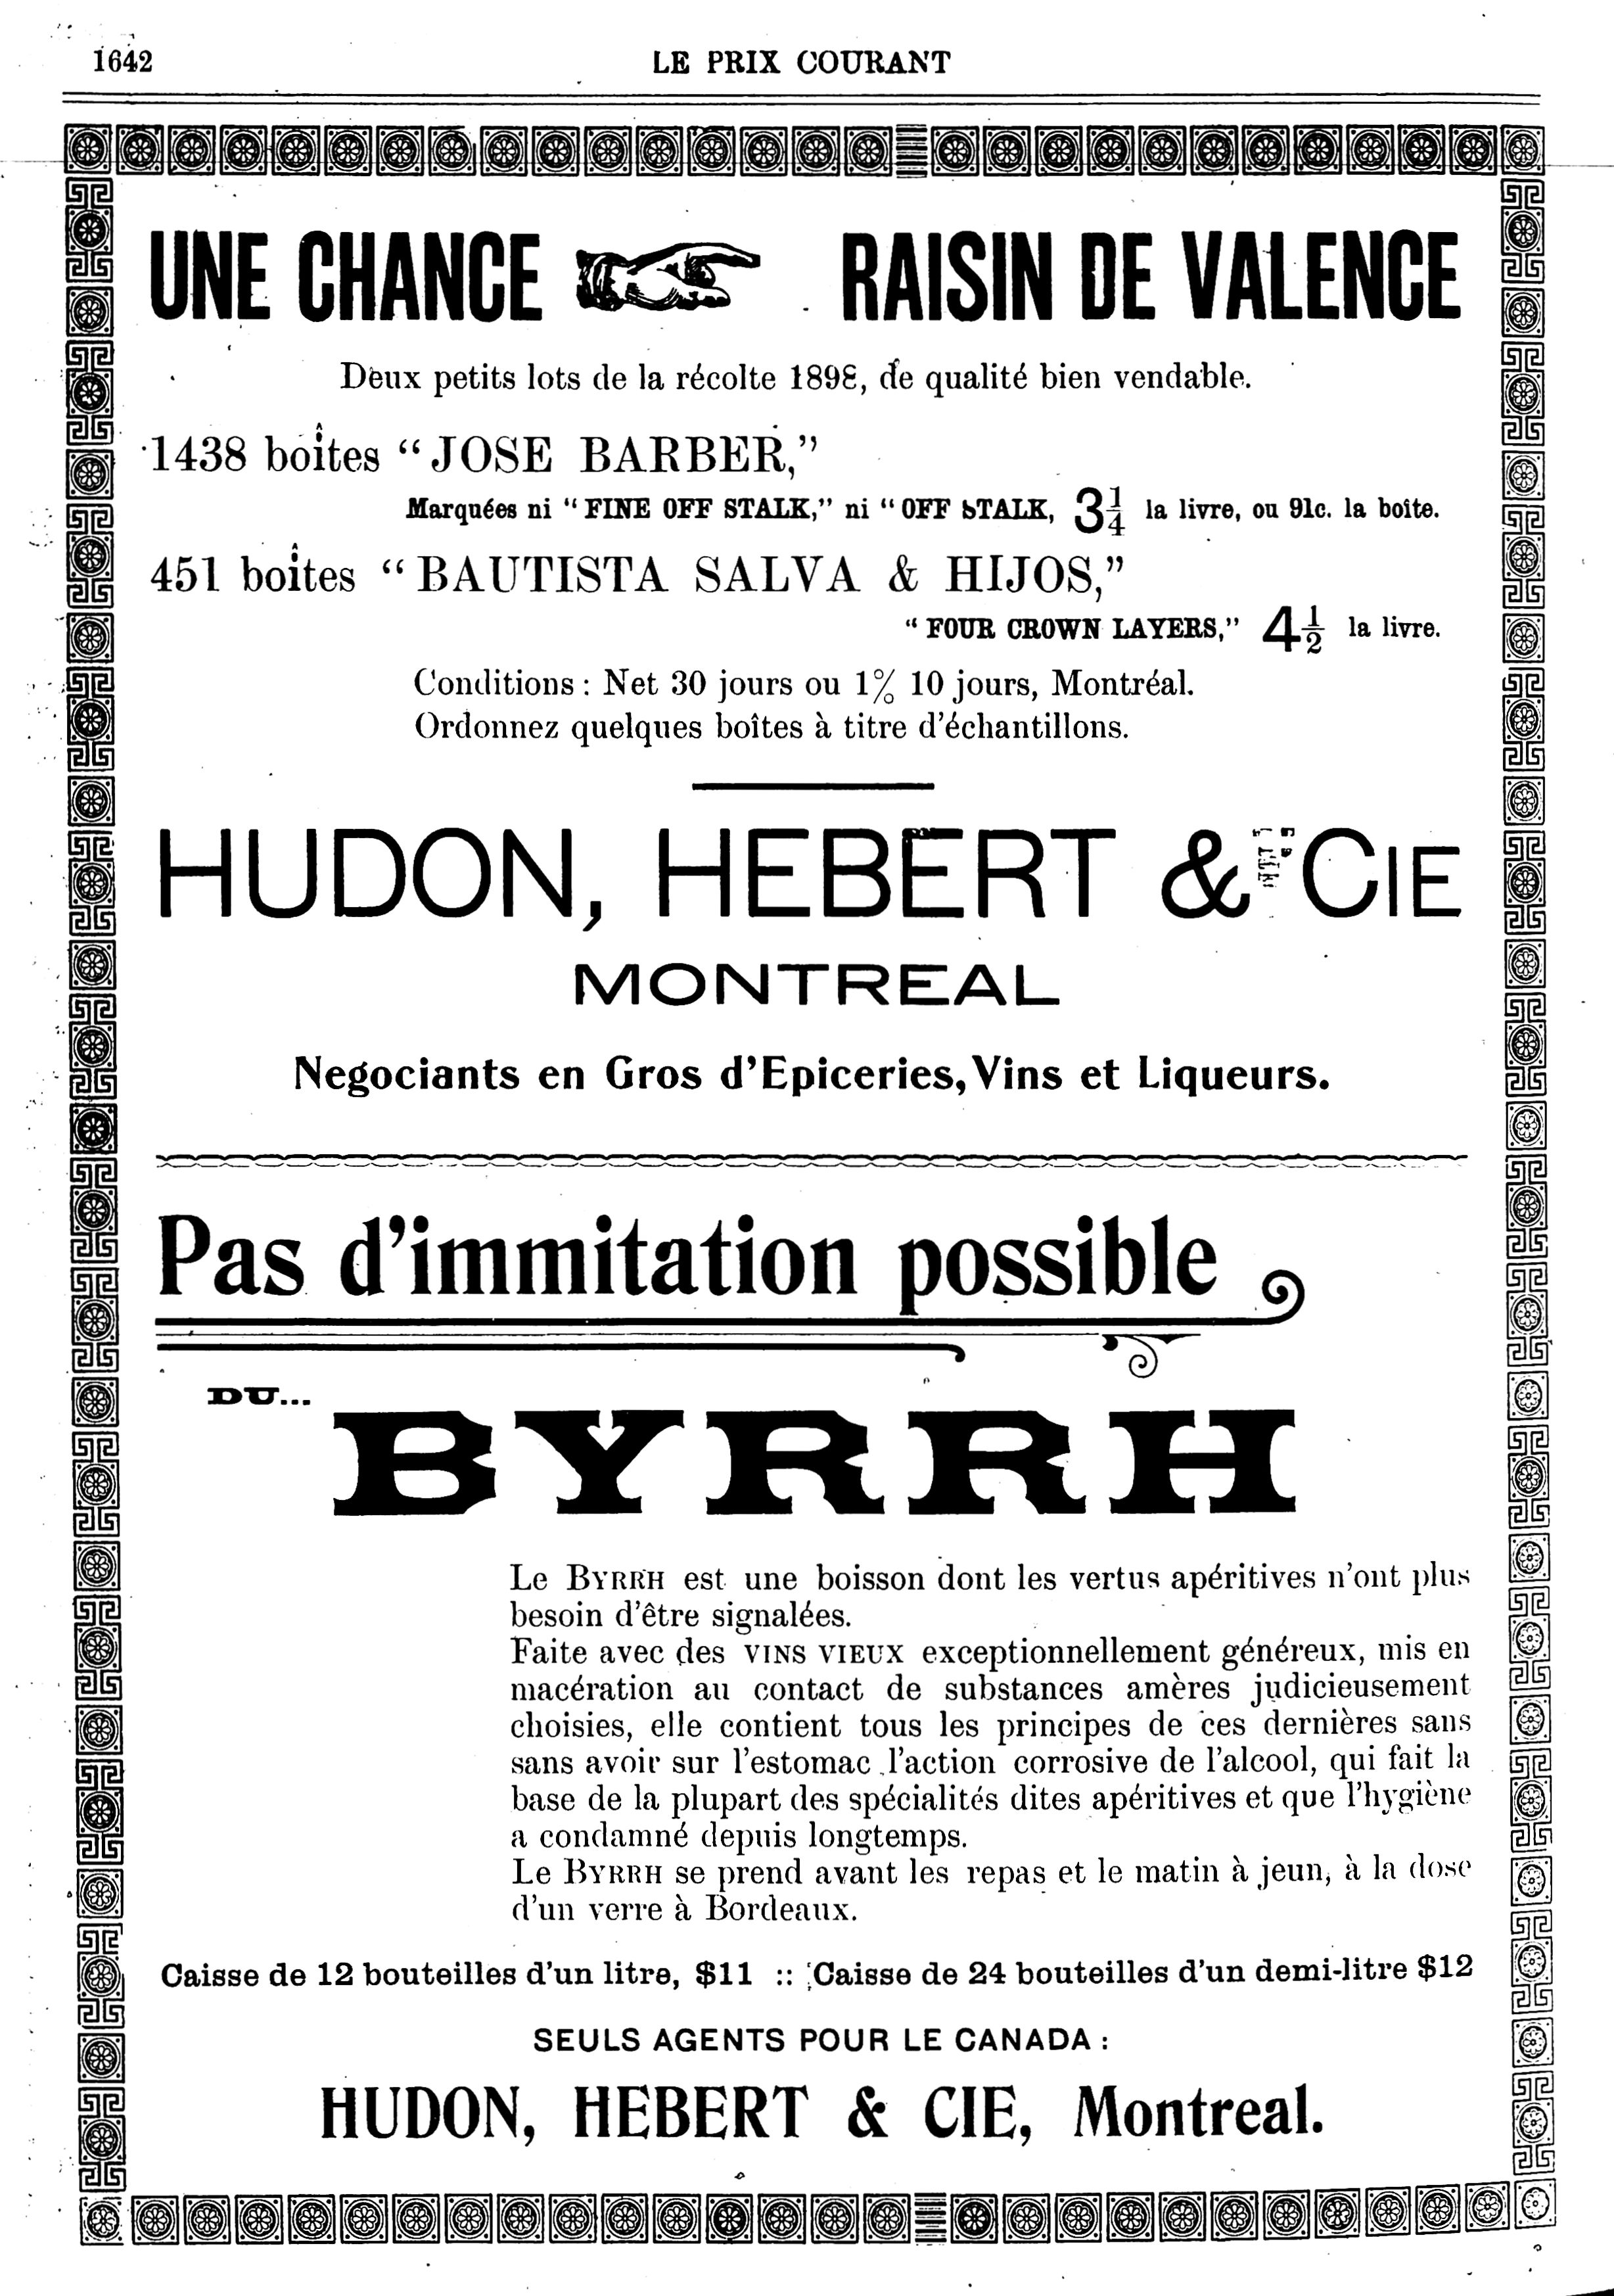 1642
LE PRIX COURANT
UNE CHANCE RAISIN DE VALENCE
Deux petits lots de la récolte 1898, de qualité bien vendable.
1438 boîtes “JOSE BARBER,”
Marquées ni “FINE OFF STALK,” ni “OFF STALK, 3¼ la livre, ou 91c. la boîte.
451 boîtes “BAUTISTA SALVA & HIJOS,”
“FOUR CROWN LAYERS,” 4½ la livre.
Conditions : Net 30 jours ou 1% 10 jours, Montréal.
Ordonnez quelques boîtes à titre d’échantillons.
HUDON, HEBERT & CIE
MONTREAL
Negociants en Gros d’Epiceries, Vins et Liqueurs.
Pas d’immitation possible
DU...
BYRRH
Le BYRRH est une boisson dont les vertus apéritives n’ont plus
besoin d’être signalées.
Faite avec des VINS VIEUX exceptionnellement généreux, mis en
macération au contact de substances amères judicieusement
choisies, elle contient tous les principes de ces dernières sans
sans avoir sur l’estomac l’action corrosive de l’alcool, qui fait la
base de la plupart des spécialités dites apéritives et que l’hygiène
a condamné depuis longtemps.
Le BYRRH se prend avant les repas et le matin à jeun, à la dose
d’un verre à Bordeaux.
Caisse de 12 bouteilles d’un litre, $11 :: Caisse de 24 bouteilles d’un demi-litre $12
SEULS AGENTS POUR LE CANADA :
HUDON, HEBERT & CIE, Montreal.